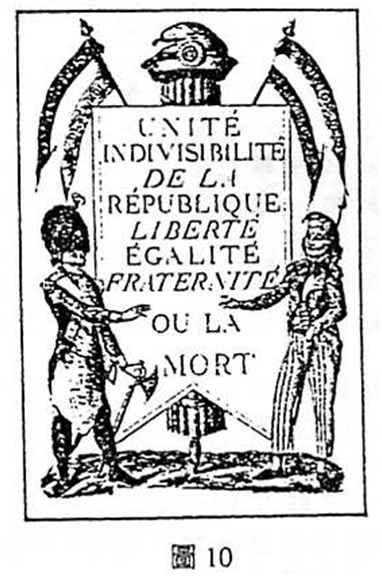 UNITÉ
INDIVISIBILITÉ
DE LA
RÉPUBLIQUE
LIBERTÉ
ÉGALITÉ
FRATERNITÉ
OU LA
MORT
圖 10